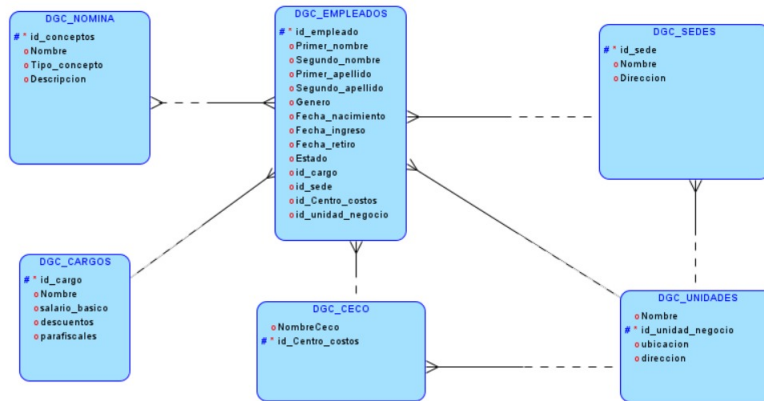 DGC_NOMINA
# * id_conceptos
o Nombre
o Tipo_concepto
o Descripcion
DGC_EMPLEADOS
# * id_empleado
o Primer_nombre
o Segundo_nombre
o Primer_apellido
o Segundo_apellido
o Genero
o Fecha_nacimiento
o Fecha_ingreso
o Fecha_retiro
o Estado
o id_cargo
o id_sede
o id_Centro_costos
o id_unidad_negocio
DGC_SEDES
# * id_sede
o Nombre
o Direccion
DGC_CARGOS
# * id_cargo
o Nombre
o salario_basico
o descuentos
o parafiscales
DGC_CECO
o NombreCeco
# * id_Centro_costos
DGC_UNIDADES
o Nombre
# * id_unidad_negocio
o ubicacion
o direccion